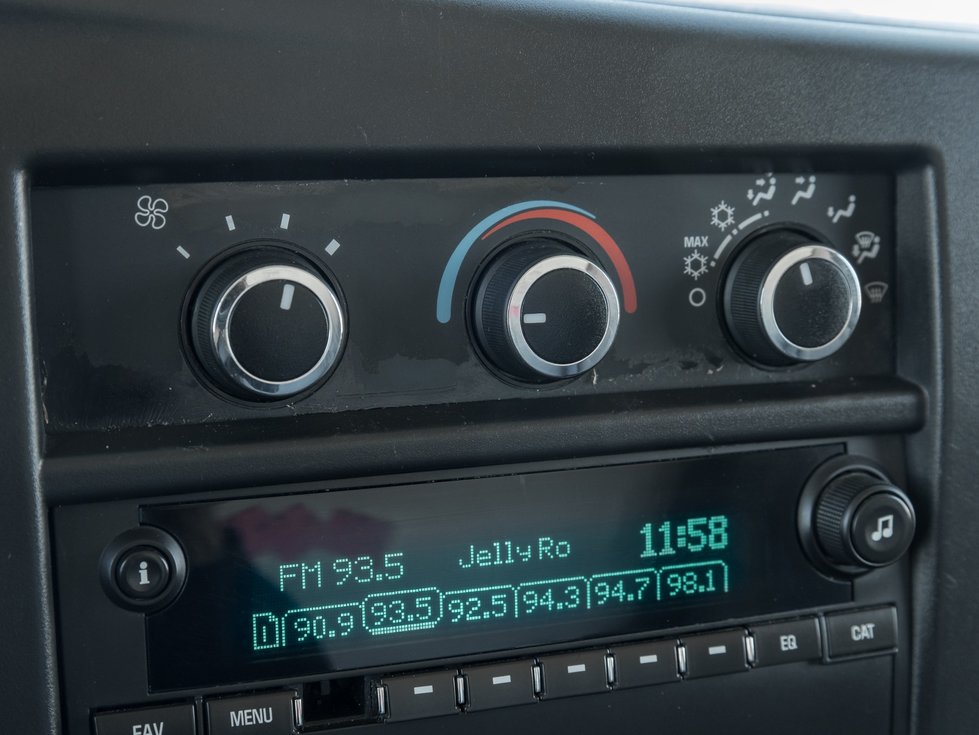 MAX
FM 93.5 Jelly Ro 11:58
D 90.9 93.5 92.5 94.3 94.7 98.1
i
EQ CAT
FAV MENU